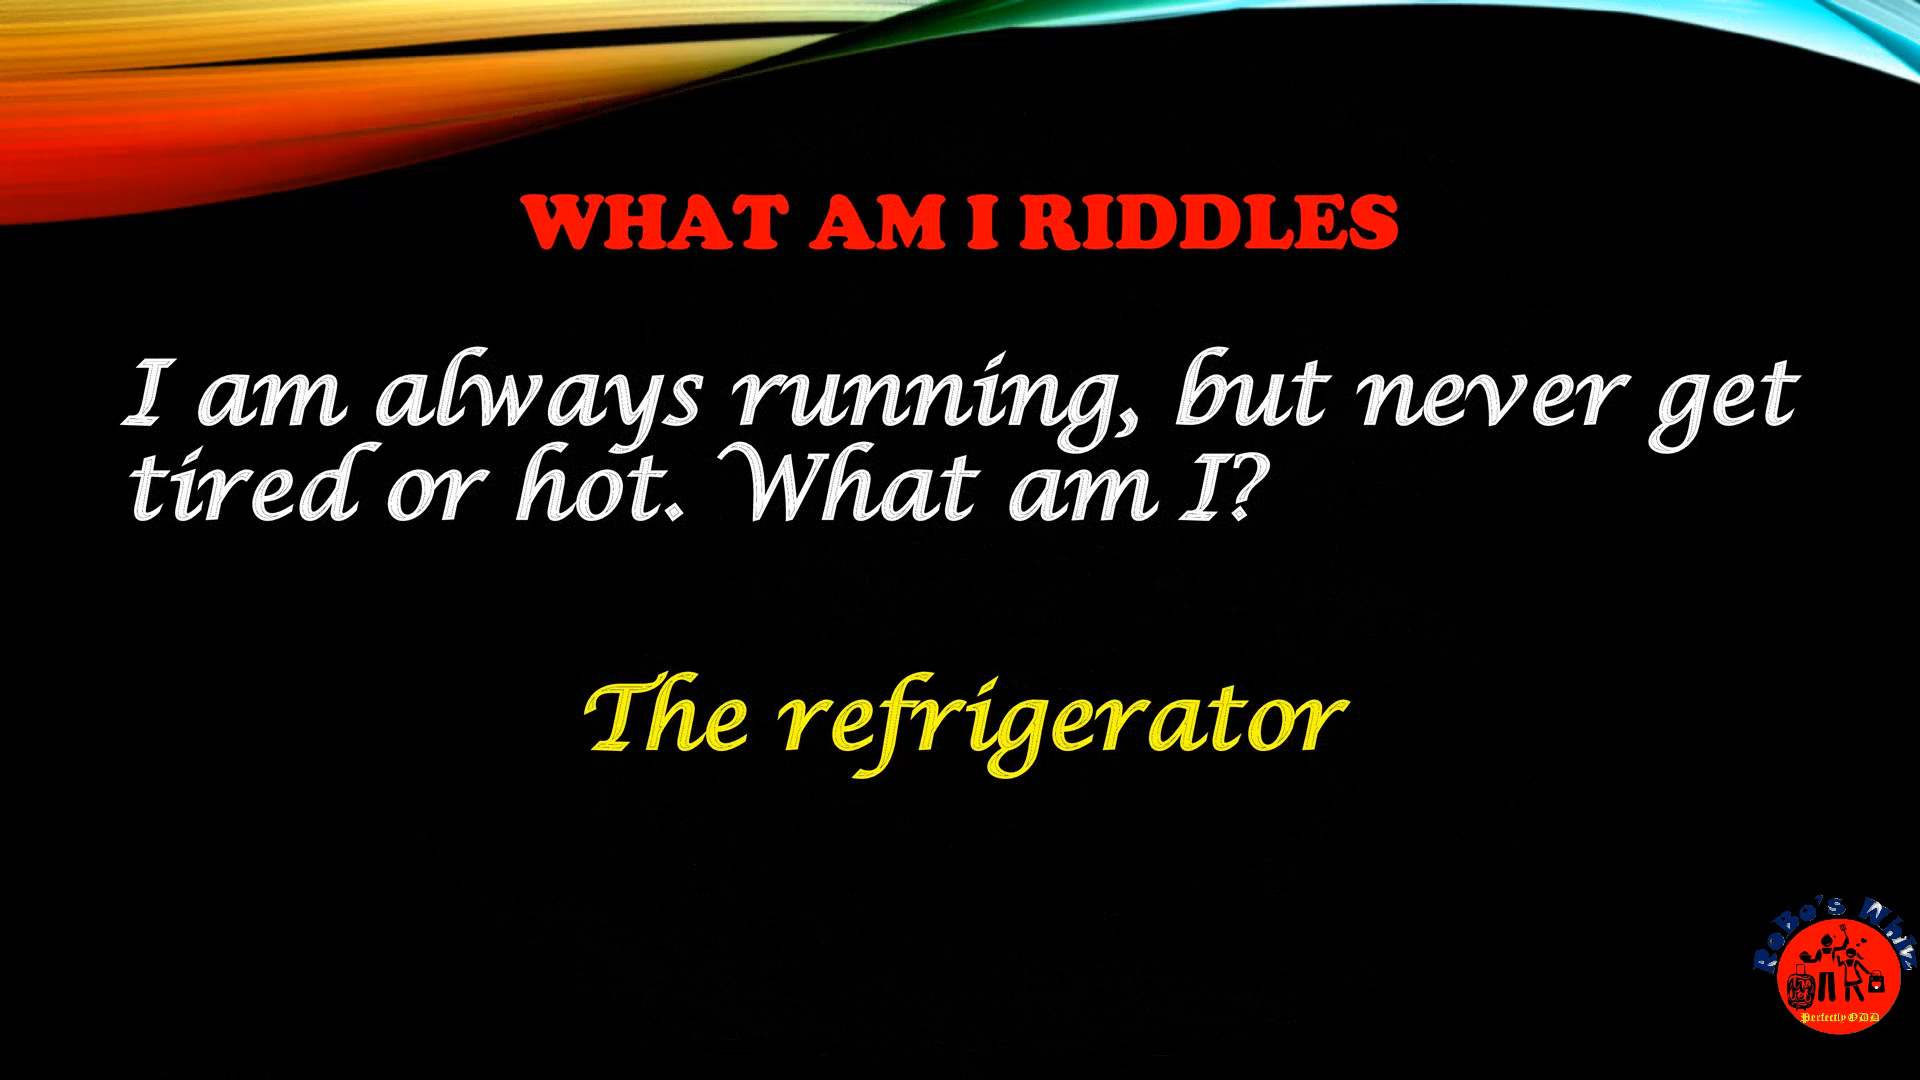 WHAT AM I RIDDLES
I am always running, but never get
tired or hot. What am I?
The refrigerator
RoBo's Whiz
Perfectly ODD